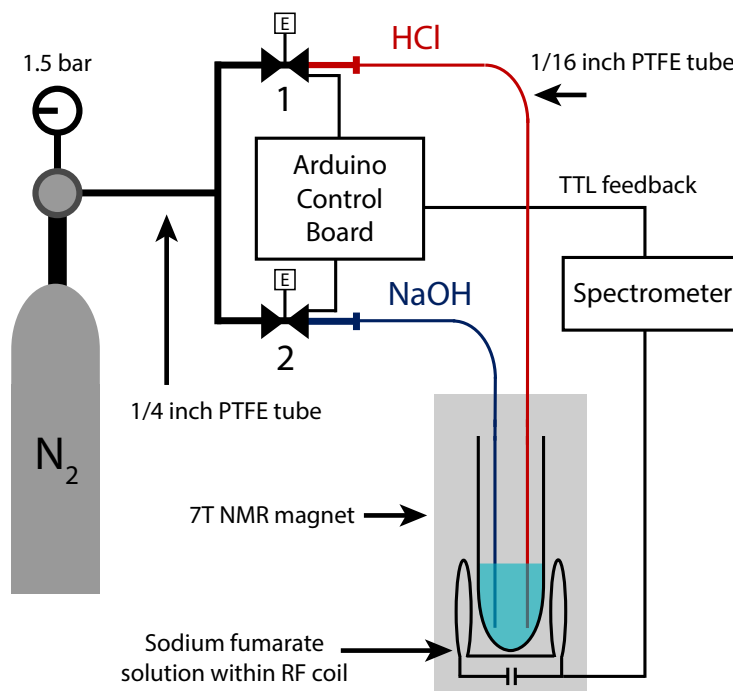 E
HCl
1.5 bar
1/16 inch PTFE tube
1
Arduino
Control
Board
TTL feedback
E
NaOH
Spectrometer
2
1/4 inch PTFE tube
N2
7T NMR magnet
Sodium fumarate
solution within RF coil